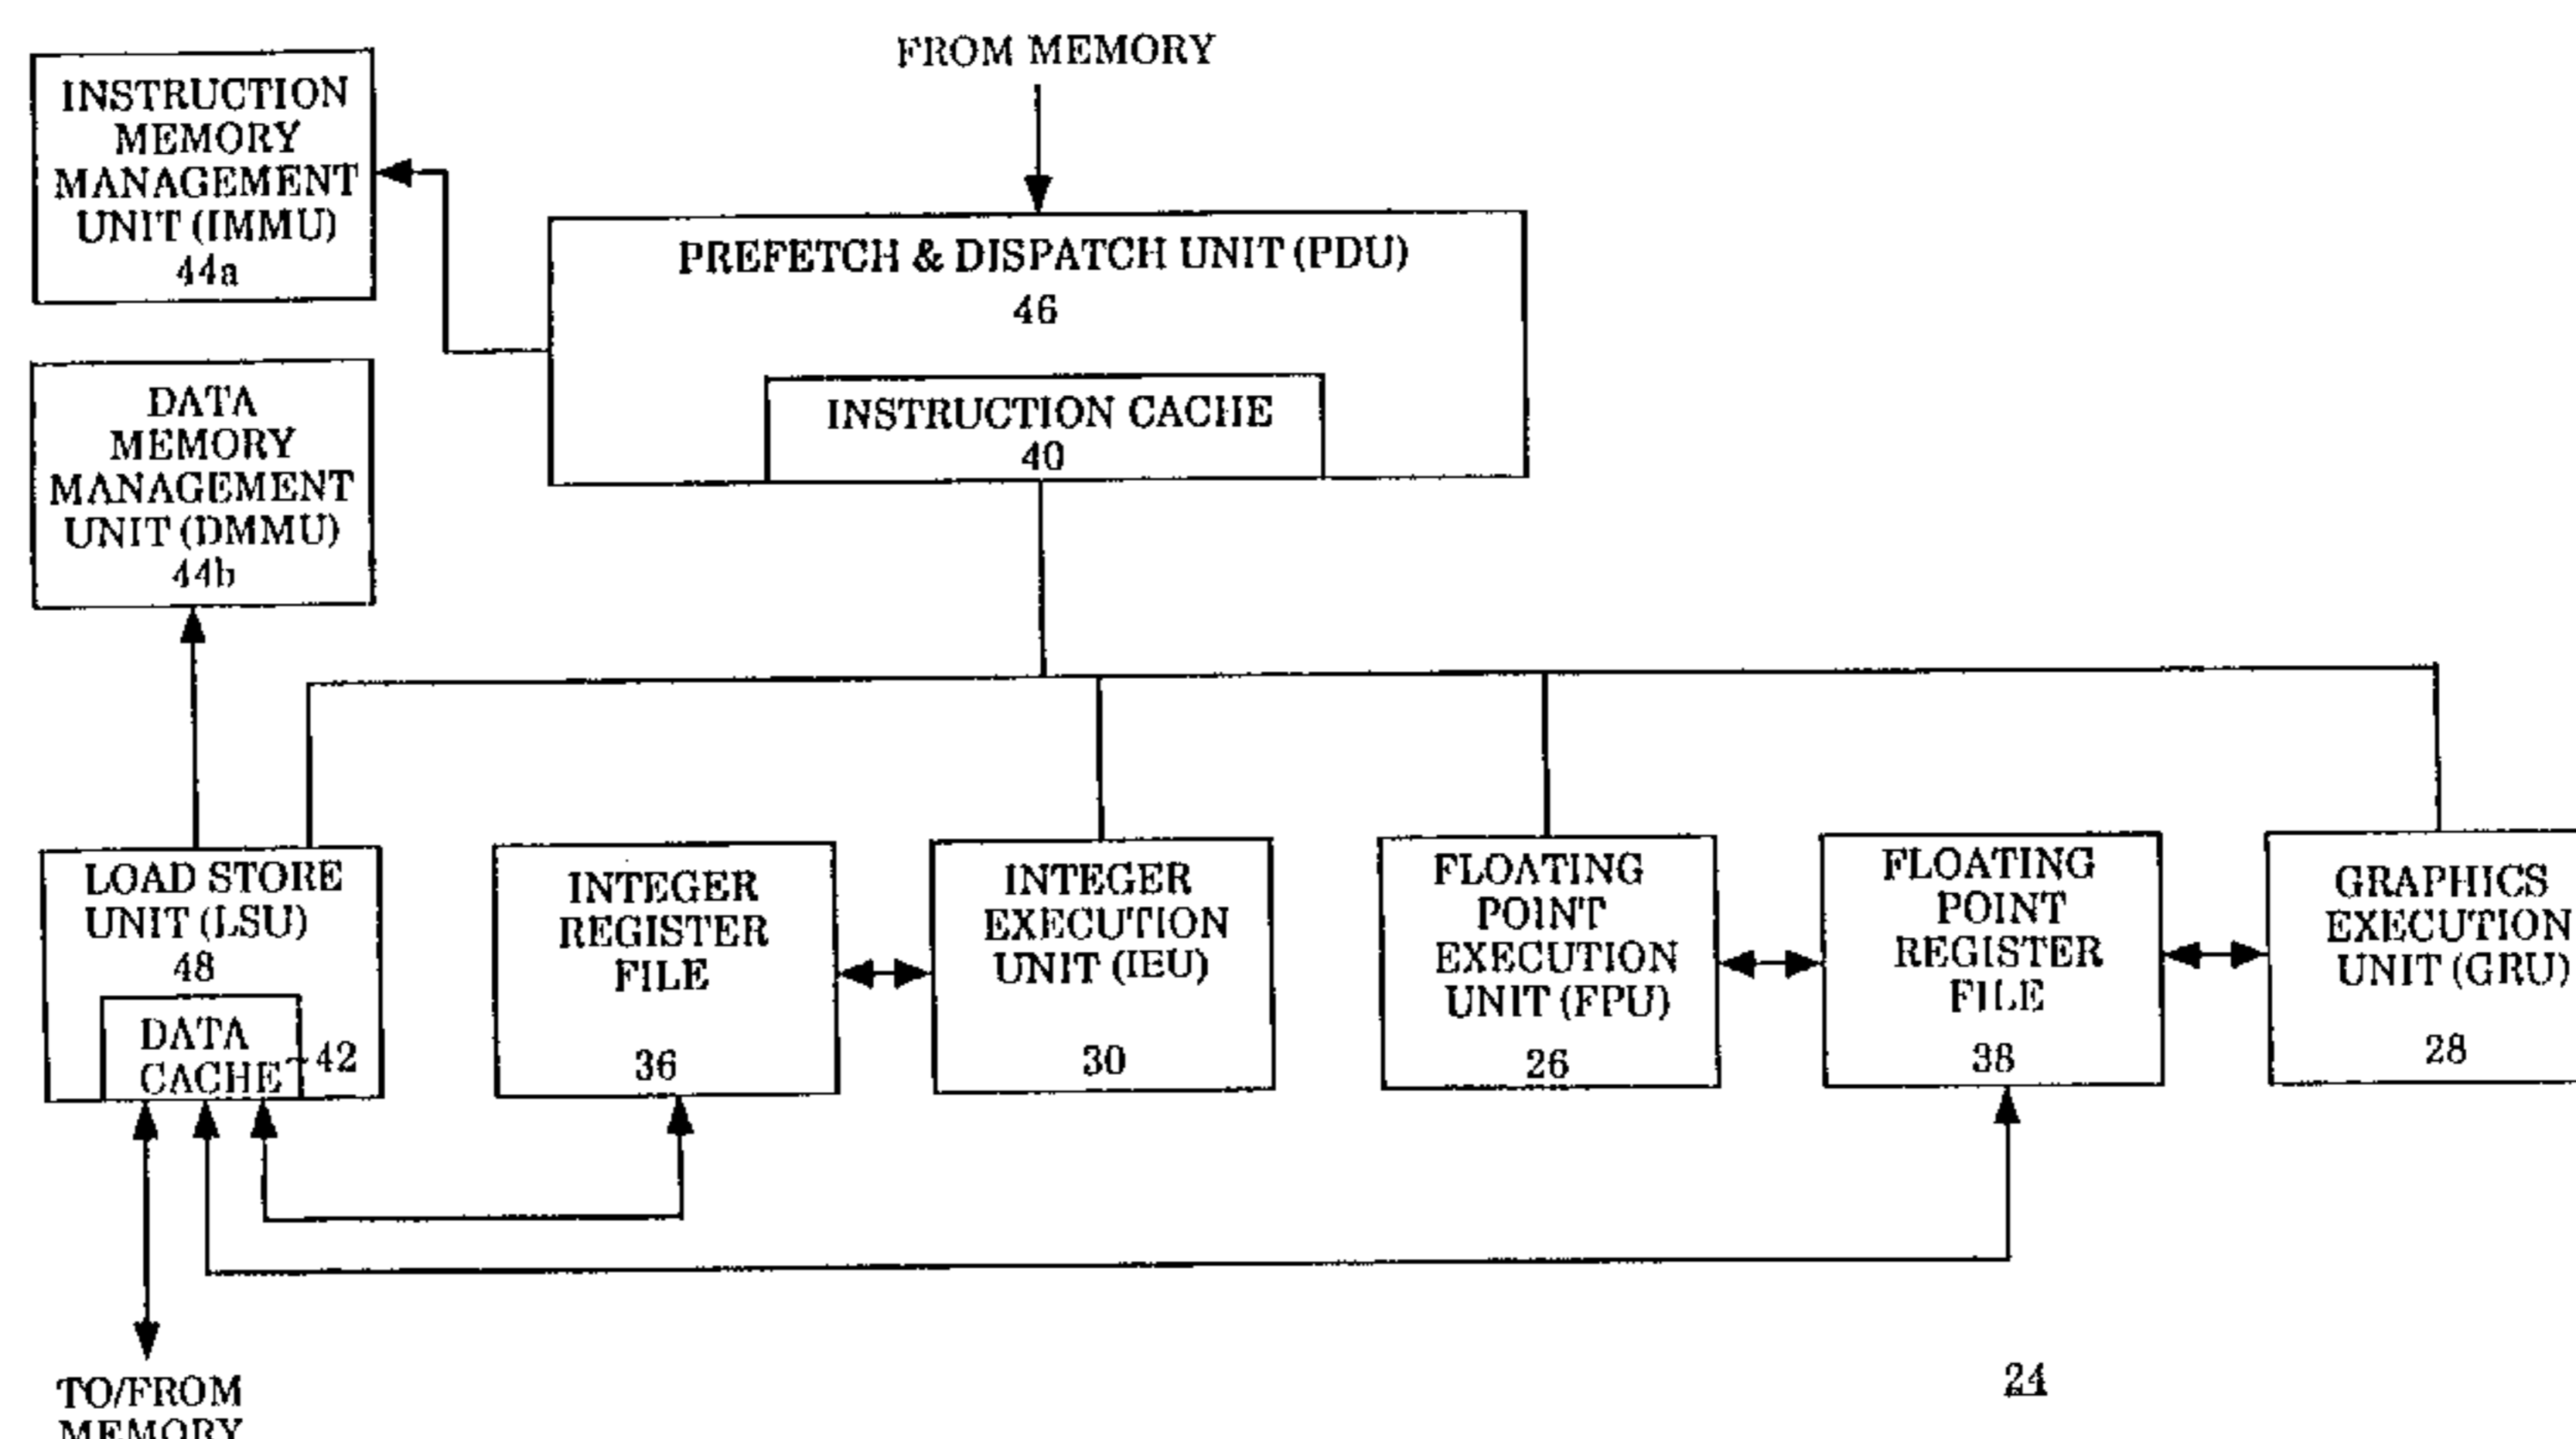 FROM MEMORY
INSTRUCTION
MEMORY
MANAGEMENT
UNIT (IMMU)
44a
PREFETCH & DISPATCH UNIT (PDU)
46
INSTRUCTION CACHE
40
DATA
MEMORY
MANAGEMENT
UNIT (DMMU)
44b
LOAD STORE
UNIT (LSU)
48
DATA
CACHE
42
INTEGER
REGISTER
FILE
36
INTEGER
EXECUTION
UNIT (IEU)
30
FLOATING
POINT
EXECUTION
UNIT (FPU)
26
FLOATING
POINT
REGISTER
FILE
38
GRAPHICS
EXECUTION
UNIT (GRU)
28
TO/FROM
MEMORY
24